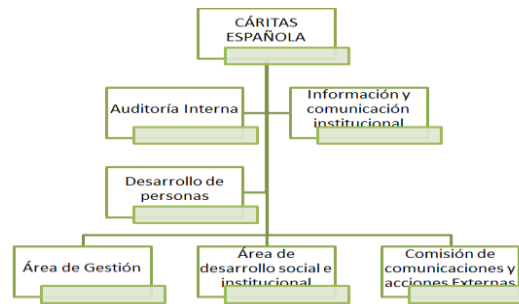 CÁRITAS
ESPAÑOLA
Auditoría Interna
Información y
comunicación
institucional
Desarrollo de
personas
Área de Gestión
Área de
desarrollo social e
institucional
Comisión de
comunicaciones y
acciones Externas